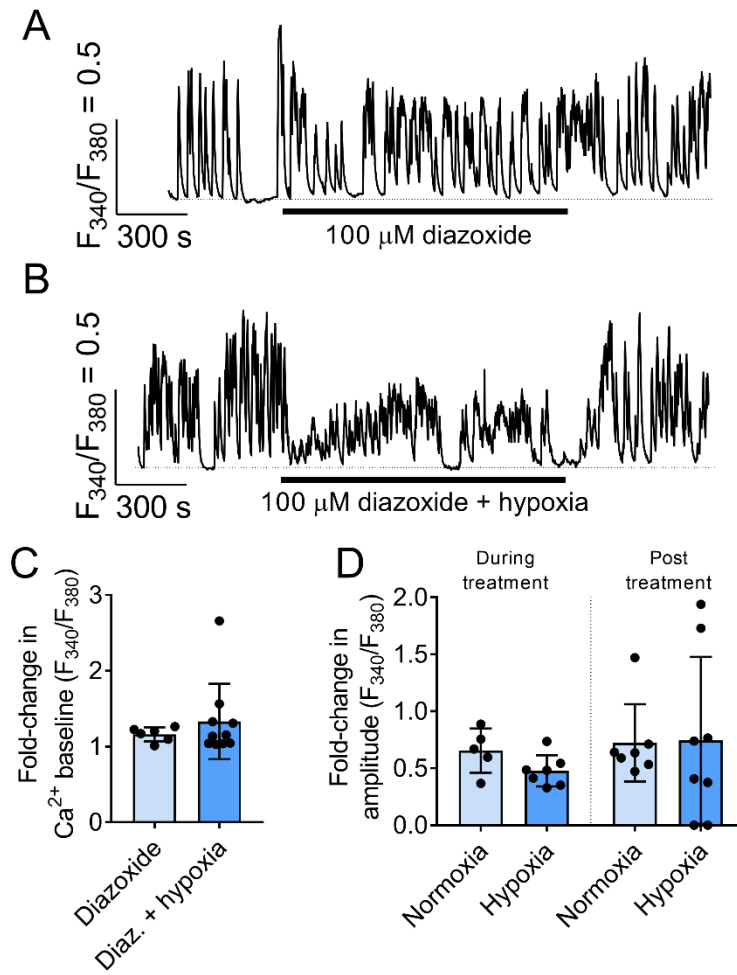 A
F340/F380 = 0.5
300 s
100 μM diazoxide
B
F340/F380 = 0.5
300 s
100 μM diazoxide + hypoxia
C
Fold-change in
Ca2+ baseline (F340/F380)
3
2
1
0
Diazoxide
Diaz. + hypoxia
D
During
treatment
Post
treatment
Fold-change in
amplitude (F340/F380)
2.0
1.5
1.0
0.5
0.0
Normoxia
Hypoxia
Normoxia
Hypoxia